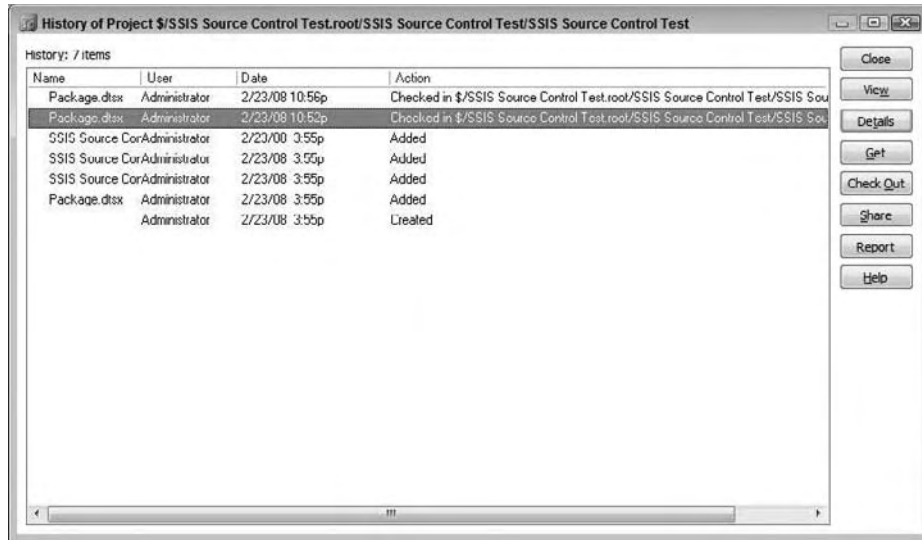 History of Project $/SSIS Source Control Test.root/SSIS Source Control Test/SSIS Source Control Test
History: 7 items
Name User Date Action
Package.dtsx Administrator 2/23/08 10:56p Checked in $/SSIS Source Control Test.root/SSIS Source Control Test/SSIS Sou
Package.dtsx Administrator 2/23/08 10:52p Checked in $/SSIS Source Control Test.root/SSIS Source Control Test/SSIS Sou
SSIS Source Cor Administrator 2/23/08 3:55p Added
SSIS Source Cor Administrator 2/23/08 3:55p Added
SSIS Source Cor Administrator 2/23/08 3:55p Added
Package.dtsx Administrator 2/23/08 3:55p Added
Administrator 2/23/08 3:55p Created
Close
View
Details
Get
Check Out
Share
Report
Help